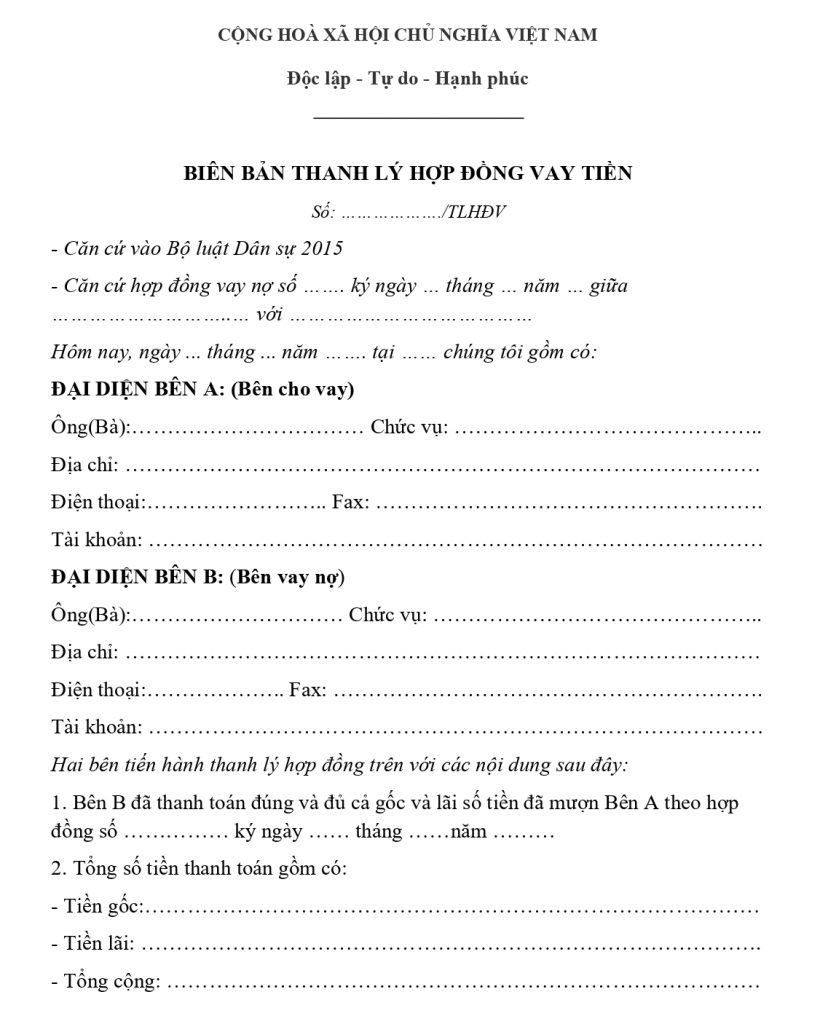 CỘNG HOÀ XÃ HỘI CHỦ NGHĨA VIỆT NAM
Độc lập - Tự do - Hạnh phúc
BIÊN BẢN THANH LÝ HỢP ĐỒNG VAY TIỀN
Số: ………………./TLHĐV
- Căn cứ vào Bộ luật Dân sự 2015
- Căn cứ hợp đồng vay nợ số ……. ký ngày … tháng … năm … giữa
………………………..… với …………………………………
Hôm nay, ngày ... tháng ... năm ……. tại …… chúng tôi gồm có:
ĐẠI DIỆN BÊN A: (Bên cho vay)
Ông(Bà):…………………………… Chức vụ: ……………………………………..
Địa chỉ: ………………………………………………………………………………
Điện thoại:…………………….. Fax: ……………………………………………….
Tài khoản: ……………………………………………………………………………
ĐẠI DIỆN BÊN B: (Bên vay nợ)
Ông(Bà):………………………… Chức vụ: ………………………………………..
Địa chỉ: ………………………………………………………………………………
Điện thoại:……………….. Fax: …………………………………………………….
Tài khoản: ……………………………………………………………………………
Hai bên tiến hành thanh lý hợp đồng trên với các nội dung sau đây:
1. Bên B đã thanh toán đúng và đủ cả gốc và lãi số tiền đã mượn Bên A theo hợp
đồng số …………… ký ngày …… tháng ……năm ………
2. Tổng số tiền thanh toán gồm có:
- Tiền gốc:……………………………………………………………………………
- Tiền lãi: …………………………………………………………………………….
- Tổng cộng: …………………………………………………………………………